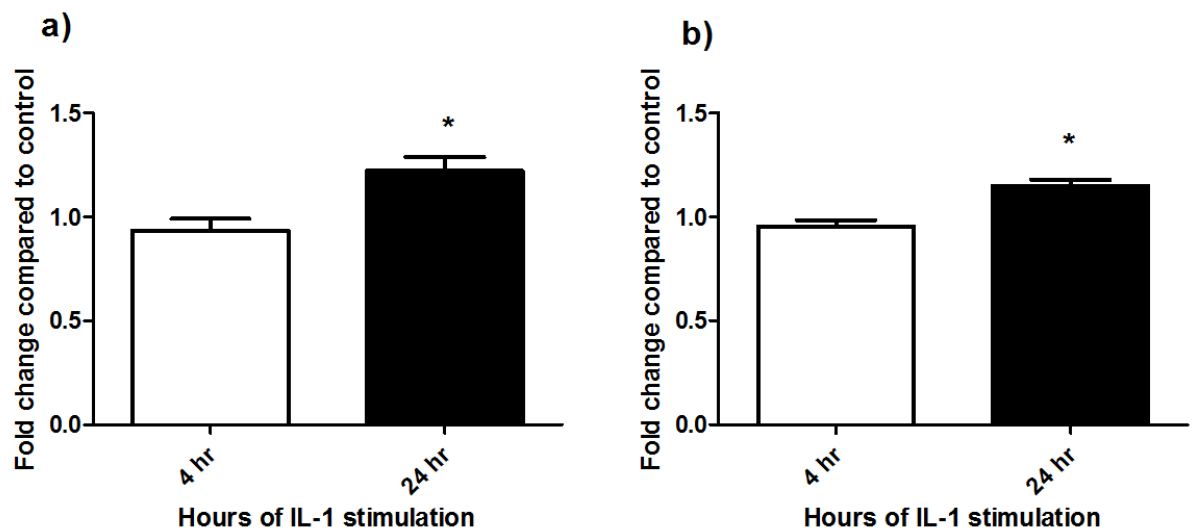 a)
Fold change compared to control
1.5
1.0
0.5
0.0
*
4 hr
24 hr
Hours of IL-1 stimulation
b)
Fold change compared to control
1.5
1.0
0.5
0.0
*
4 hr
24 hr
Hours of IL-1 stimulation